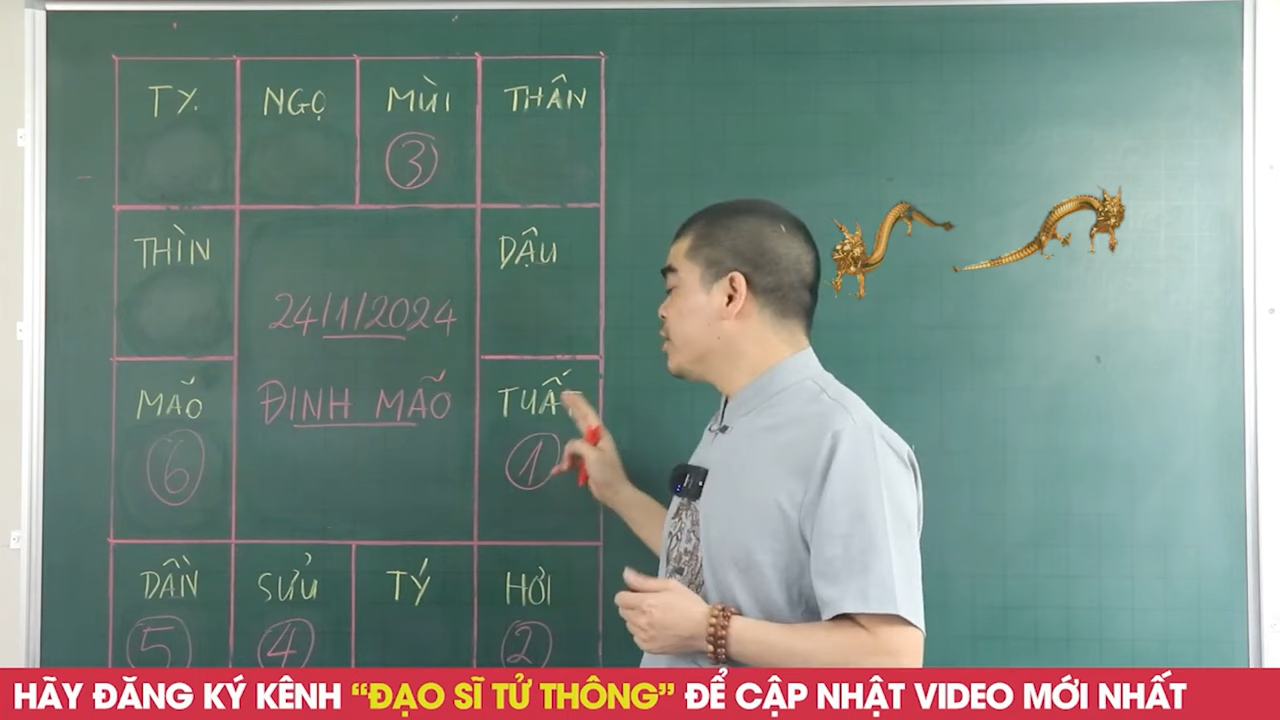 TỴ NGỌ MÙI THÂN
③
THÌN DẬU
24/1/2024
ĐINH MÃO
MÃO TUẤT
⑥ ①
DẦN SỬU TÝ HỢI
⑤ ④ ②
HÃY ĐĂNG KÝ KÊNH “ĐẠO SĨ TỬ THÔNG” ĐỂ CẬP NHẬT VIDEO MỚI NHẤT